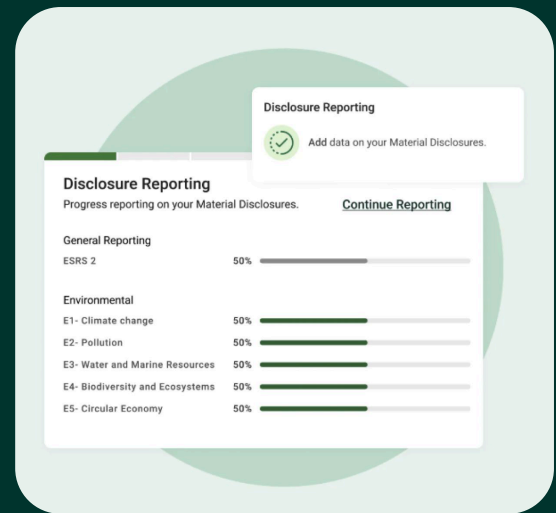 Disclosure Reporting
Add data on your Material Disclosures.
Disclosure Reporting
Progress reporting on your Material Disclosures.
Continue Reporting
General Reporting
ESRS 2 50%
Environmental
E1- Climate change 50%
E2- Pollution 50%
E3- Water and Marine Resources 50%
E4- Biodiversity and Ecosystems 50%
E5- Circular Economy 50%